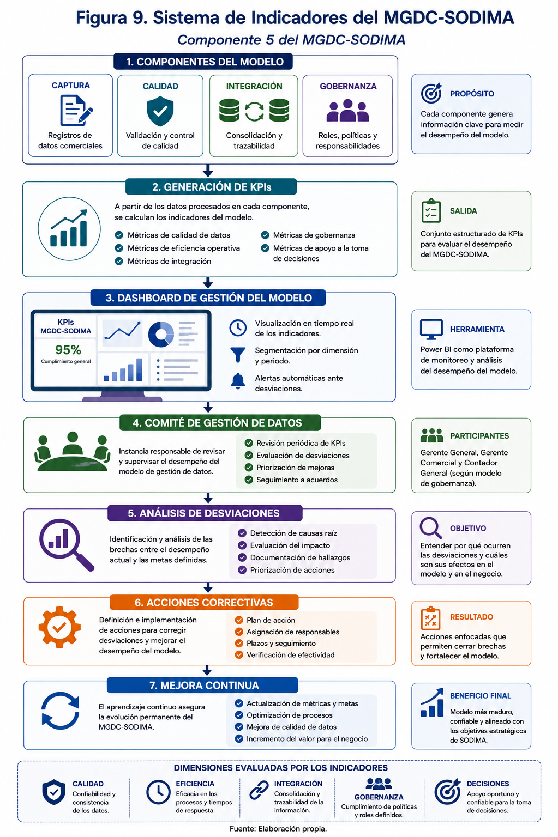 Figura 9. Sistema de Indicadores del MGDC-SODIMA
Componente 5 del MGDC-SODIMA
1. COMPONENTES DEL MODELO
CAPTURA
Registros de
datos comerciales
CALIDAD
Validación y control
de calidad
INTEGRACIÓN
Consolidación y
trazabilidad
GOBERNANZA
Roles, políticas y
responsabilidades
PROPÓSITO
Cada componente genera
información clave para medir
el desempeño del modelo.
2. GENERACIÓN DE KPIs
A partir de los datos procesados en cada componente,
se calculan los indicadores del modelo.
Métricas de calidad de datos
Métricas de eficiencia operativa
Métricas de integración
Métricas de gobernanza
Métricas de apoyo a la toma
de decisiones
SALIDA
Conjunto estructurado de KPIs
para evaluar el desempeño
del MGDC-SODIMA.
3. DASHBOARD DE GESTIÓN DEL MODELO
KPIs
MGDC-SODIMA
95%
Cumplimiento general
Visualización en tiempo real
de los indicadores.
Segmentación por dimensión
y periodo.
Alertas automáticas ante
desviaciones.
HERRAMIENTA
Power BI como plataforma
de monitoreo y análisis
del desempeño del modelo.
4. COMITÉ DE GESTIÓN DE DATOS
Instancia responsable de revisar
y supervisar el desempeño del
modelo de gestión de datos.
Revisión periódica de KPIs
Evaluación de desviaciones
Priorización de mejoras
Seguimiento a acuerdos
PARTICIPANTES
Gerente General, Gerente
Comercial y Contador
General (según modelo
de gobernanza).
5. ANÁLISIS DE DESVIACIONES
Identificación y análisis de las
brechas entre el desempeño
actual y las metas definidas.
Detección de causas raíz
Evaluación del impacto
Documentación de hallazgos
Priorización de acciones
OBJETIVO
Entender por qué ocurren
las desviaciones y cuáles
son sus efectos en el
modelo y en el negocio.
6. ACCIONES CORRECTIVAS
Definición e implementación
de acciones para corregir
desviaciones y mejorar el
desempeño del modelo.
Plan de acción
Asignación de responsables
Plazos y seguimiento
Verificación de efectividad
RESULTADO
Acciones enfocadas que
permiten cerrar brechas
y fortalecer el modelo.
7. MEJORA CONTINUA
El aprendizaje continuo asegura
la evolución permanente del
MGDC-SODIMA.
Actualización de métricas y metas
Optimización de procesos
Mejora de calidad de datos
Incremento del valor para el negocio
BENEFICIO FINAL
Modelo más maduro,
confiable y alineado con
los objetivos estratégicos
de SODIMA.
DIMENSIONES EVALUADAS POR LOS INDICADORES
CALIDAD
Confiabilidad y
consistencia
de los datos.
EFICIENCIA
Eficacia en los
procesos y tiempos
de respuesta.
INTEGRACIÓN
Consolidación y
trazabilidad de la
información.
GOBERNANZA
Cumplimiento de políticas
y roles definidos.
DECISIONES
Apoyo oportuno y
confiable para la toma
de decisiones.
Fuente: Elaboración propia.